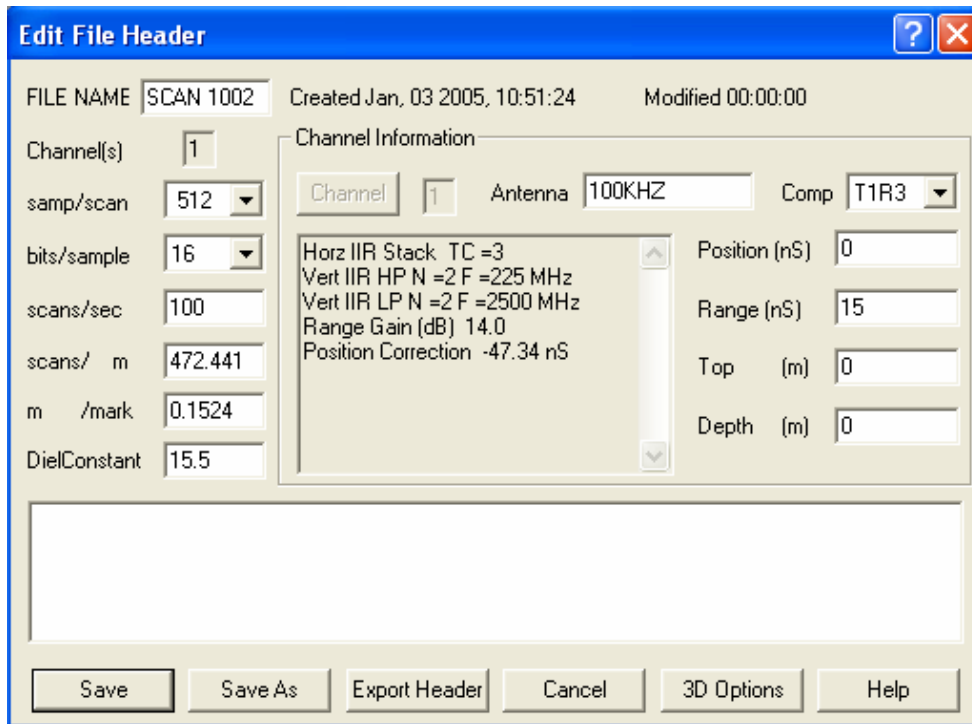 Edit File Header
FILE NAME SCAN 1002 Created Jan, 03 2005, 10:51:24 Modified 00:00:00
Channel(s) 1
samp/scan 512
bits/sample 16
scans/sec 100
scans/ m 472.441
m /mark 0.1524
DielConstant 15.5
Channel Information
Channel 1 Antenna 100KHZ Comp T1R3
Horz IIR Stack TC =3
Vert IIR HP N =2 F =225 MHz
Vert IIR LP N =2 F =2500 MHz
Range Gain (dB) 14.0
Position Correction -47.34 nS
Position (nS) 0
Range (nS) 15
Top (m) 0
Depth (m) 0
Save Save As Export Header Cancel 3D Options Help